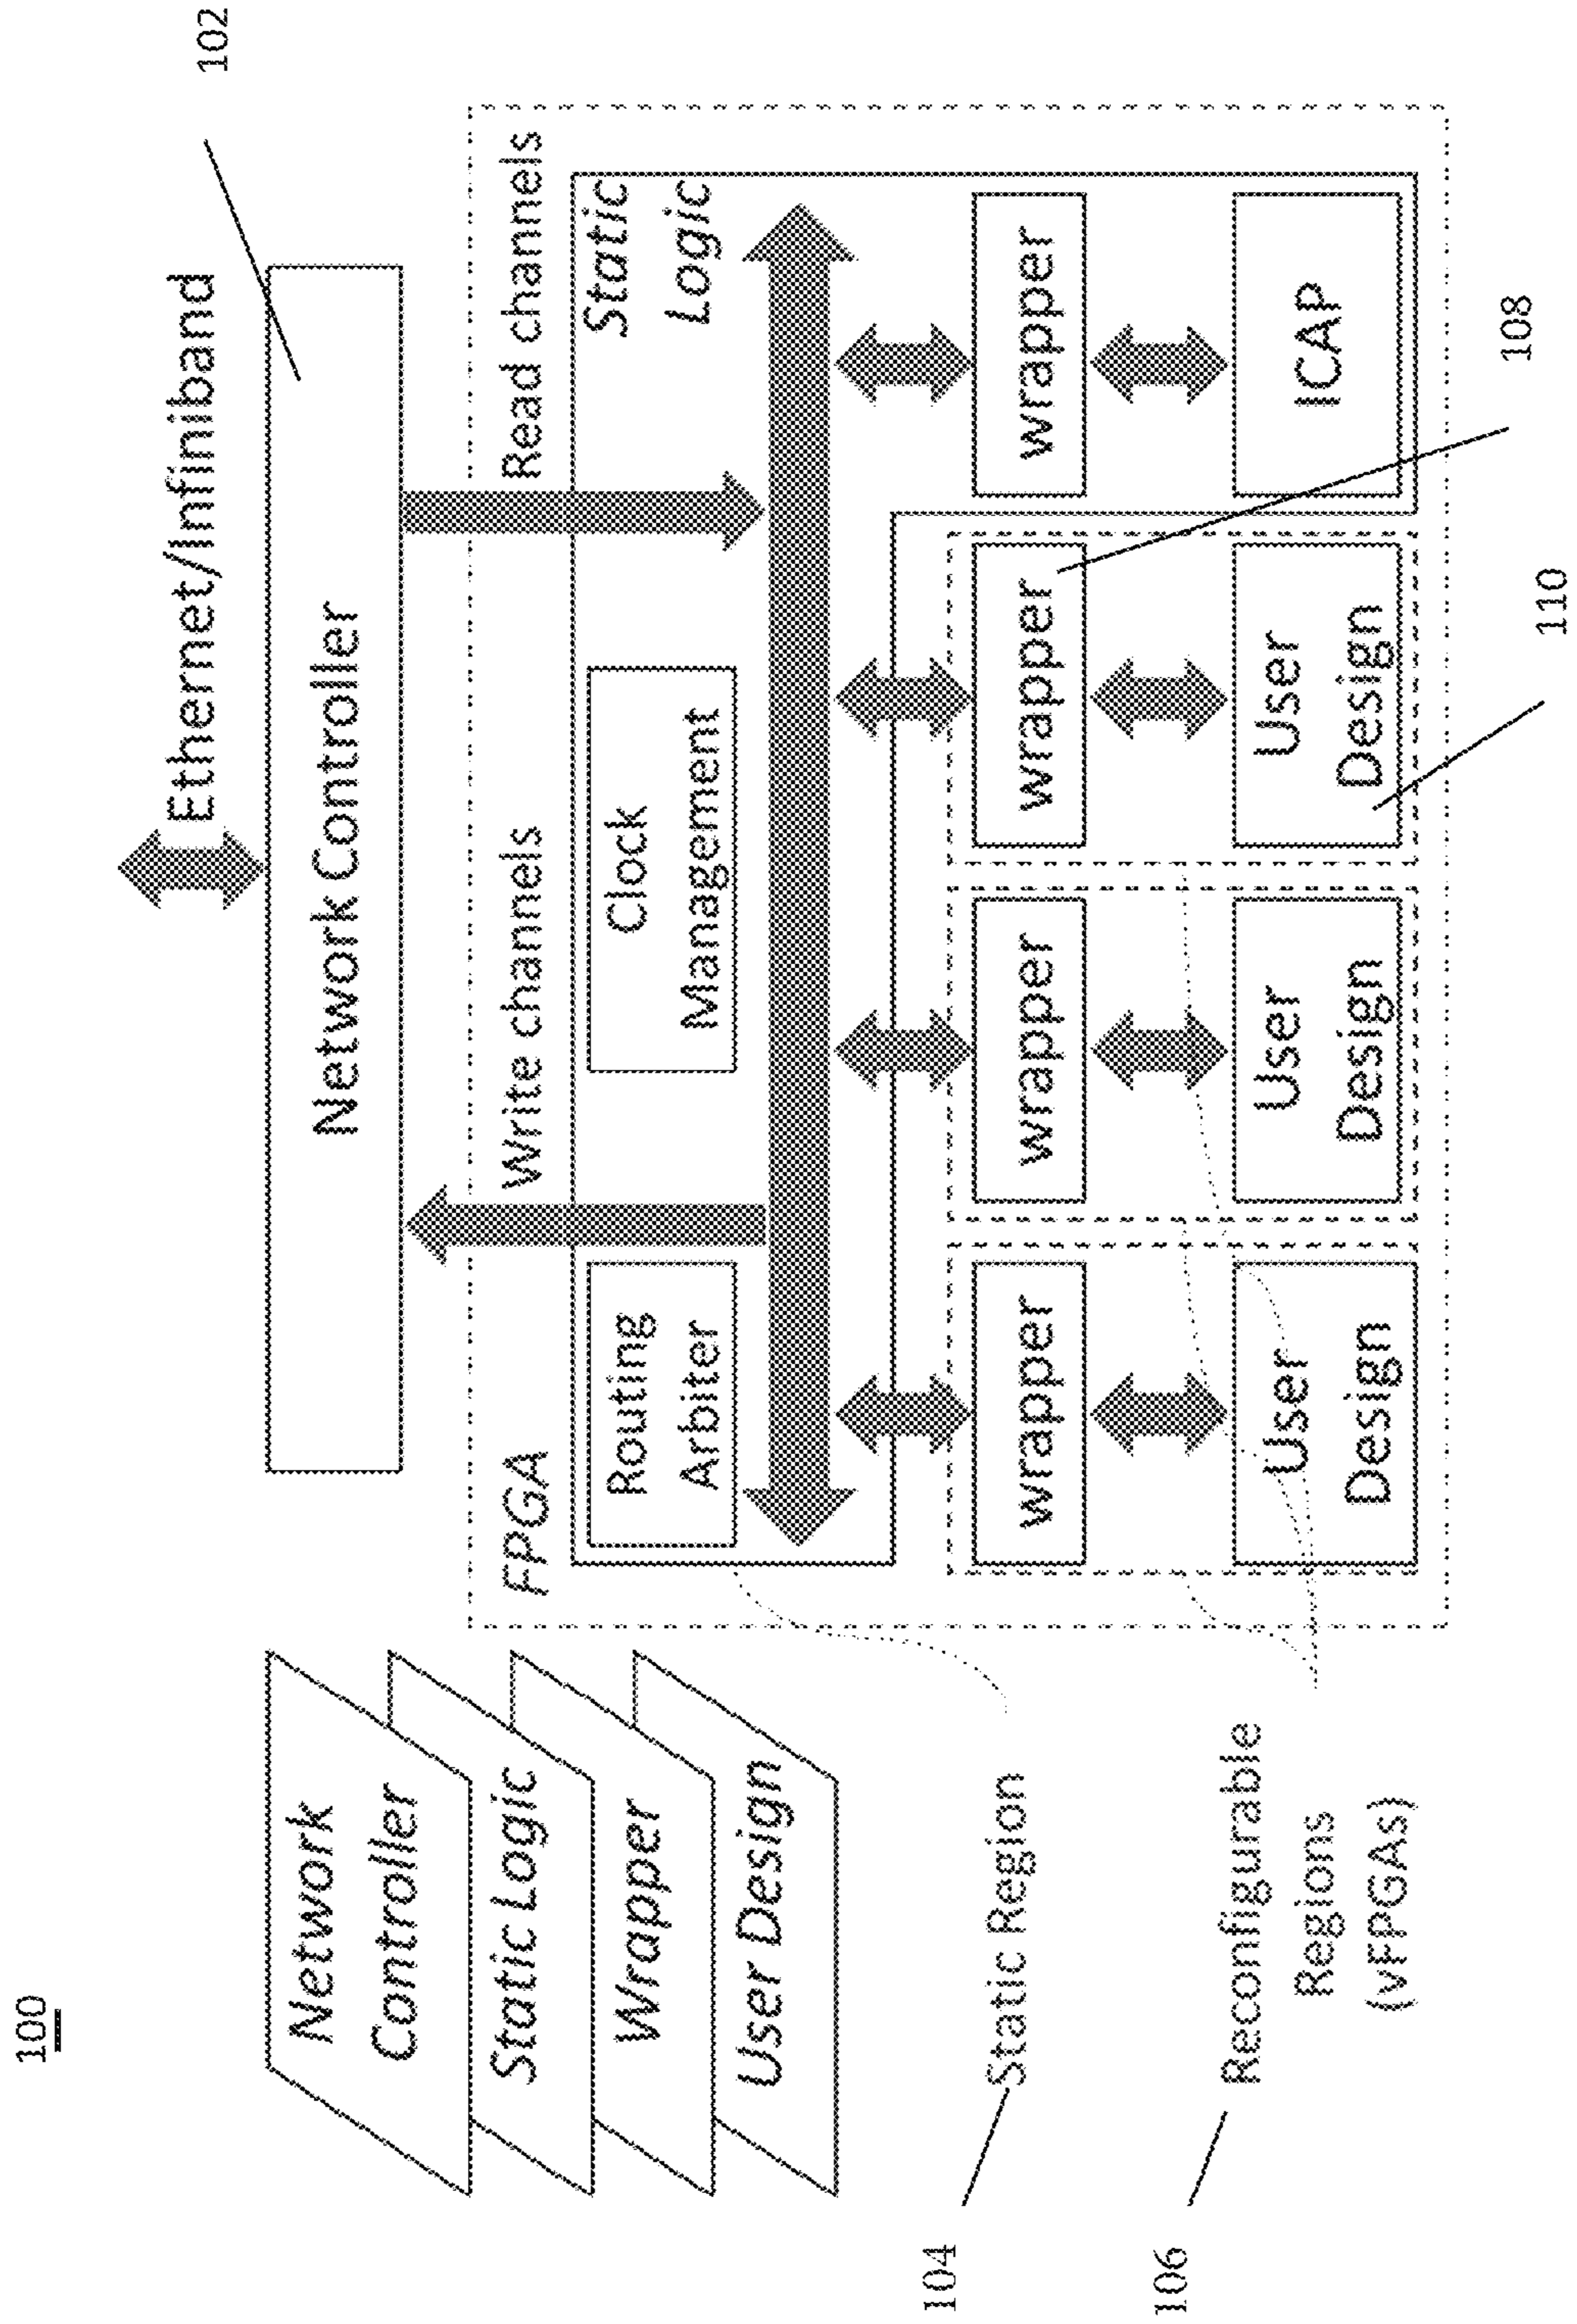 100
102
Ethernet/Infiniband
Network Controller
Network
Controller
Static Logic
Wrapper
User Design
FPGA
Write channels
Read channels
Routing
Arbiter
Clock
Management
Static
Logic
wrapper
wrapper
wrapper
wrapper
User
Design
User
Design
User
Design
ICAP
104
Static Region
106
Reconfigurable
Regions
(vFPGAs)
108
110